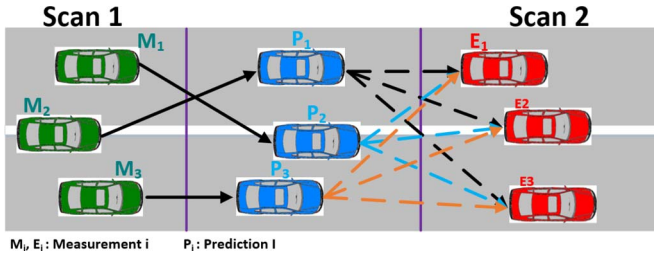 Scan 1
Scan 2
M1
P1
E1
M2
P2
E2
M3
P3
E3
Mi, Ei : Measurement i
Pi : Prediction I